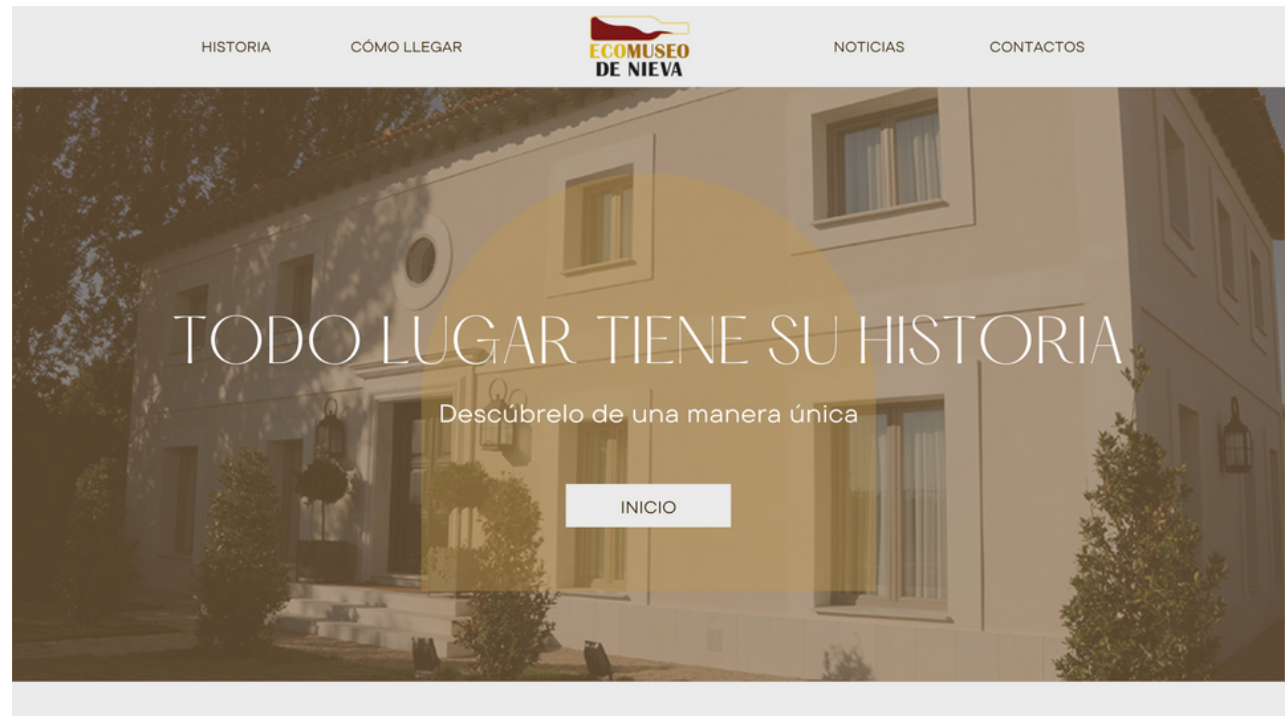 HISTORIA
CÓMO LLEGAR
ECOMUSEO
DE NIEVA
NOTICIAS
CONTACTOS
TODO LUGAR TIENE SU HISTORIA
Descúbrelo de una manera única
INICIO